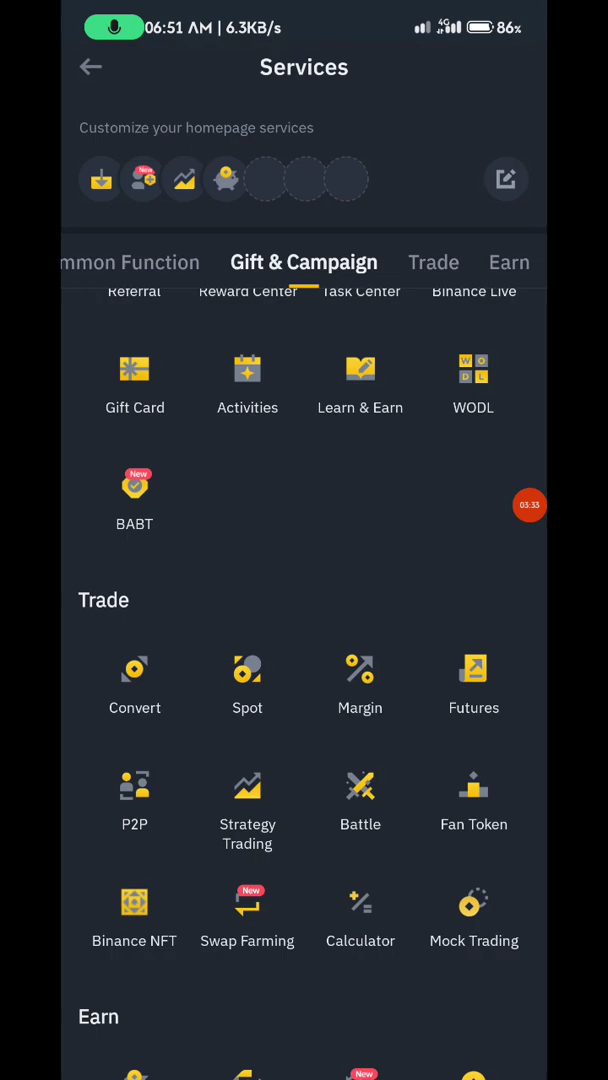 06:51 AM | 6.3KB/s 4G 86%
Services
Customize your homepage services
New
mmon Function Gift & Campaign Trade Earn
Referral Reward Center Task Center Binance Live
W O D L
Gift Card Activities Learn & Earn WODL
New
BABT
03:33
Trade
Convert Spot Margin Futures
P2P Strategy Trading Battle Fan Token
New
Binance NFT Swap Farming Calculator Mock Trading
Earn
New